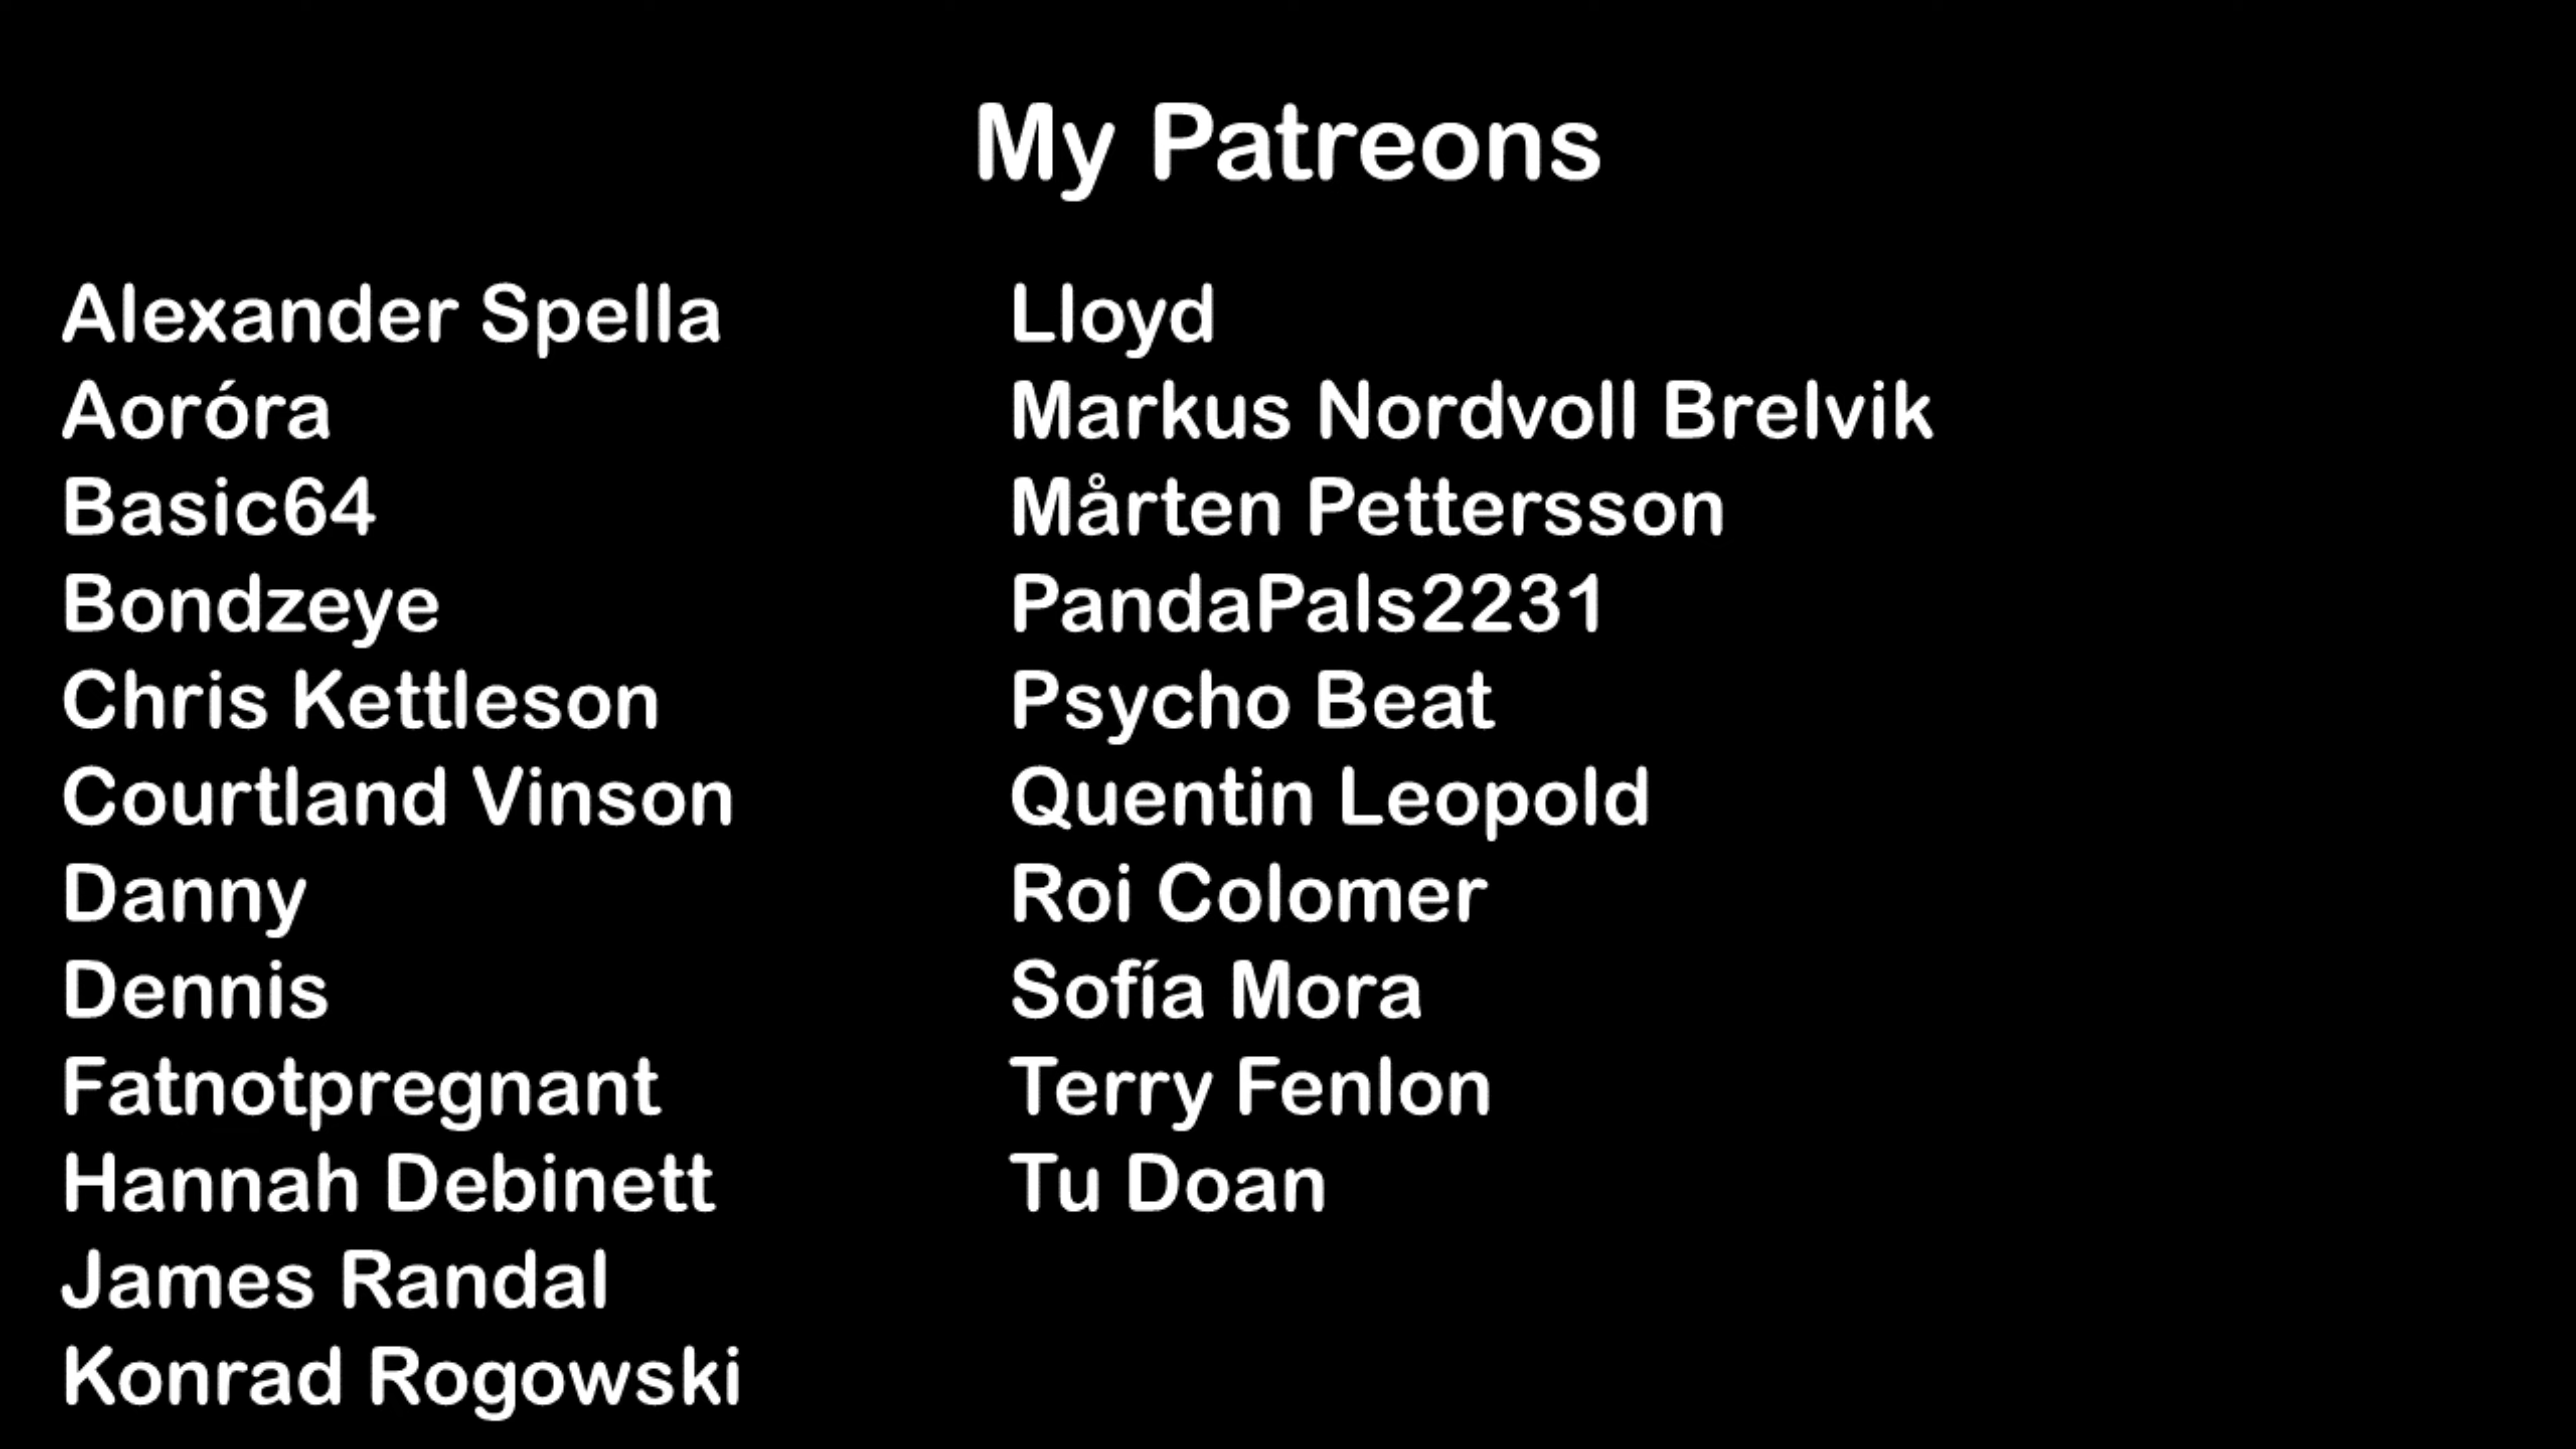 My Patreons
Alexander Spella
Aoróra
Basic64
Bondzeye
Chris Kettleson
Courtland Vinson
Danny
Dennis
Fatnotpregnant
Hannah Debinett
James Randal
Konrad Rogowski
Lloyd
Markus Nordvoll Brelvik
Mårten Pettersson
PandaPals2231
Psycho Beat
Quentin Leopold
Roi Colomer
Sofía Mora
Terry Fenlon
Tu Doan